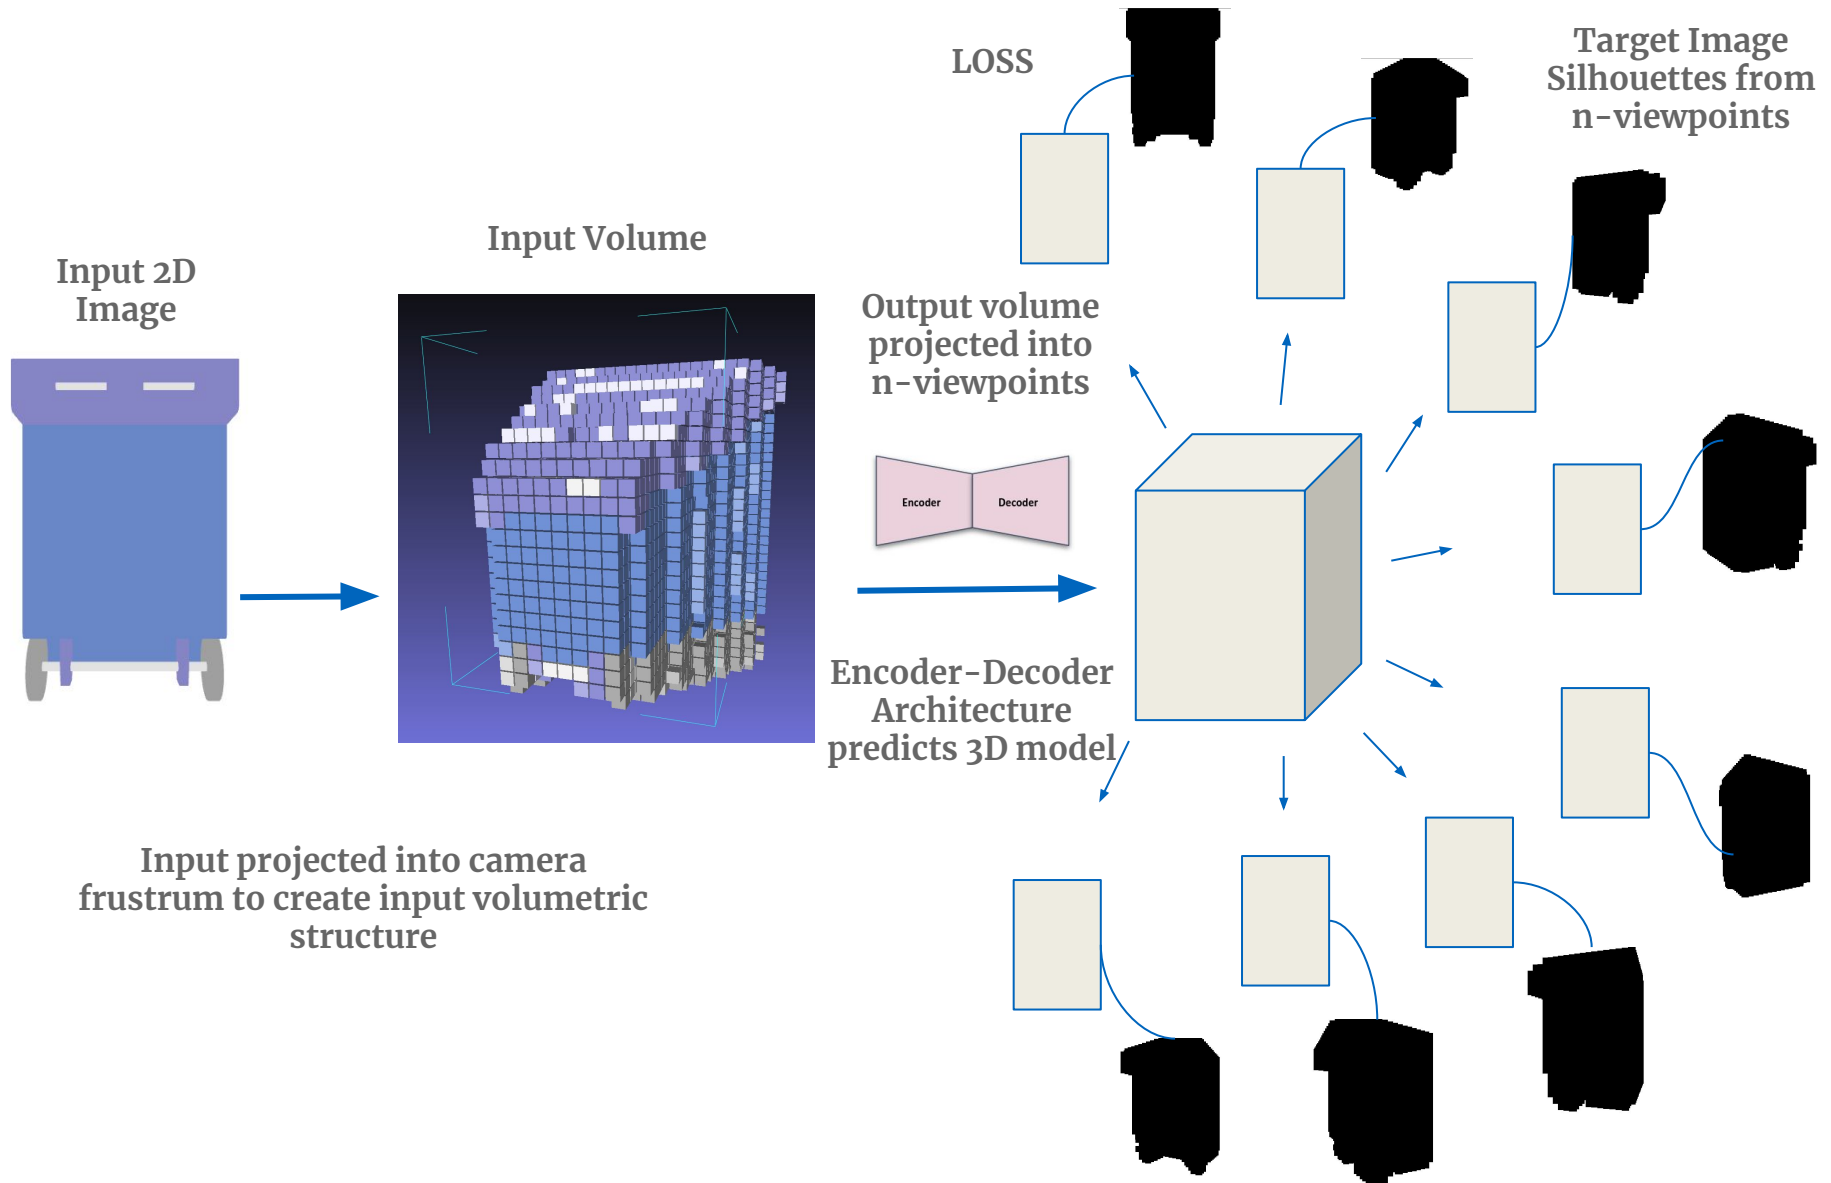 Input 2D
Image
Input Volume
LOSS
Target Image
Silhouettes from
n-viewpoints
Output volume
projected into
n-viewpoints
Encoder
Decoder
Encoder-Decoder
Architecture
predicts 3D model
Input projected into camera
frustrum to create input volumetric
structure